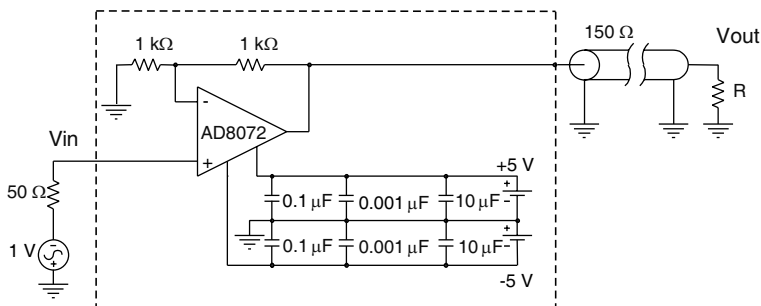 1 kΩ 1 kΩ 150 Ω Vout
-
AD8072
+
R
Vin
50 Ω
1 V
-
+
+5 V
0.1 µF 0.001 µF 10 µF + -
0.1 µF 0.001 µF 10 µF + -
-5 V